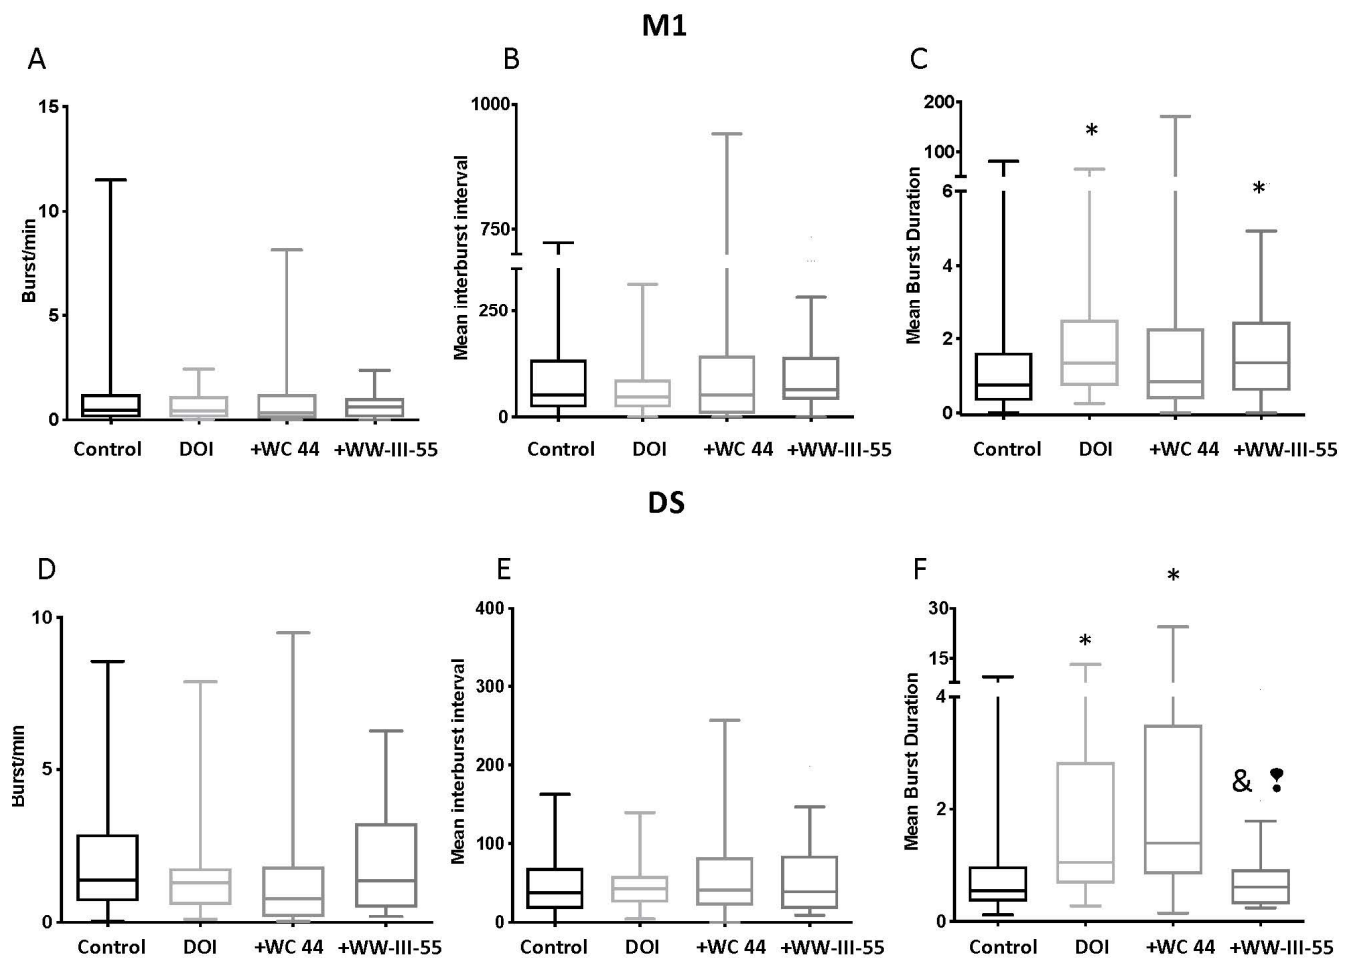 M1
A
Burst/min
15
10
5
0
Control DOI +WC 44 +WW-III-55
B
Mean interburst interval
1000
750
250
0
Control DOI +WC 44 +WW-III-55
C
Mean Burst Duration
200
100
6
4
2
0
*
*
Control DOI +WC 44 +WW-III-55
DS
D
Burst/min
10
5
0
Control DOI +WC 44 +WW-III-55
E
Mean interburst interval
400
300
200
100
0
Control DOI +WC 44 +WW-III-55
F
Mean Burst Duration
30
15
4
2
0
*
*
& ❢
Control DOI +WC 44 +WW-III-55